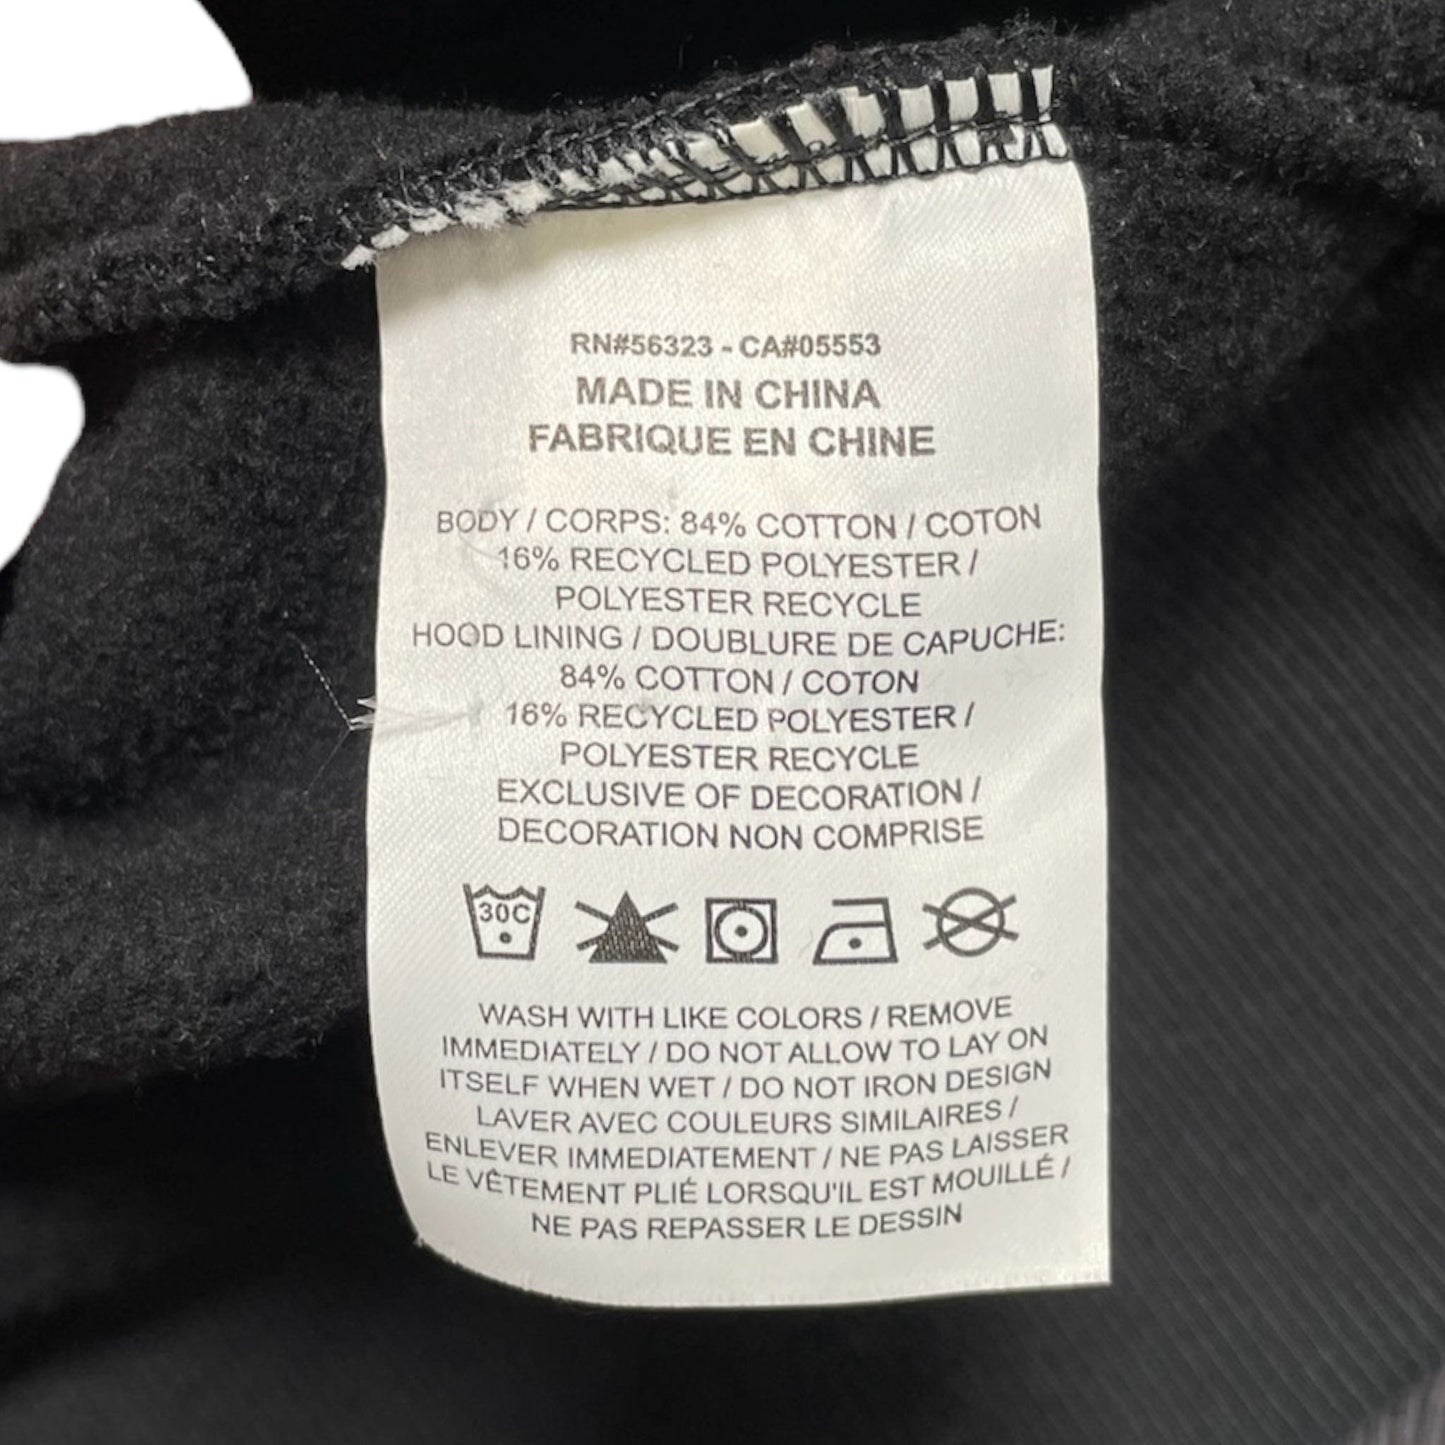 RN#56323 - CA#05553
MADE IN CHINA
FABRIQUE EN CHINE
BODY / CORPS: 84% COTTON / COTON
16% RECYCLED POLYESTER /
POLYESTER RECYCLE
HOOD LINING / DOUBLURE DE CAPUCHE:
84% COTTON / COTON
16% RECYCLED POLYESTER /
POLYESTER RECYCLE
EXCLUSIVE OF DECORATION /
DECORATION NON COMPRISE
30C
WASH WITH LIKE COLORS / REMOVE
IMMEDIATELY / DO NOT ALLOW TO LAY ON
ITSELF WHEN WET / DO NOT IRON DESIGN
LAVER AVEC COULEURS SIMILAIRES /
ENLEVER IMMEDIATEMENT / NE PAS LAISSER
LE VÊTEMENT PLIÉ LORSQU'IL EST MOUILLÉ /
NE PAS REPASSER LE DESSIN